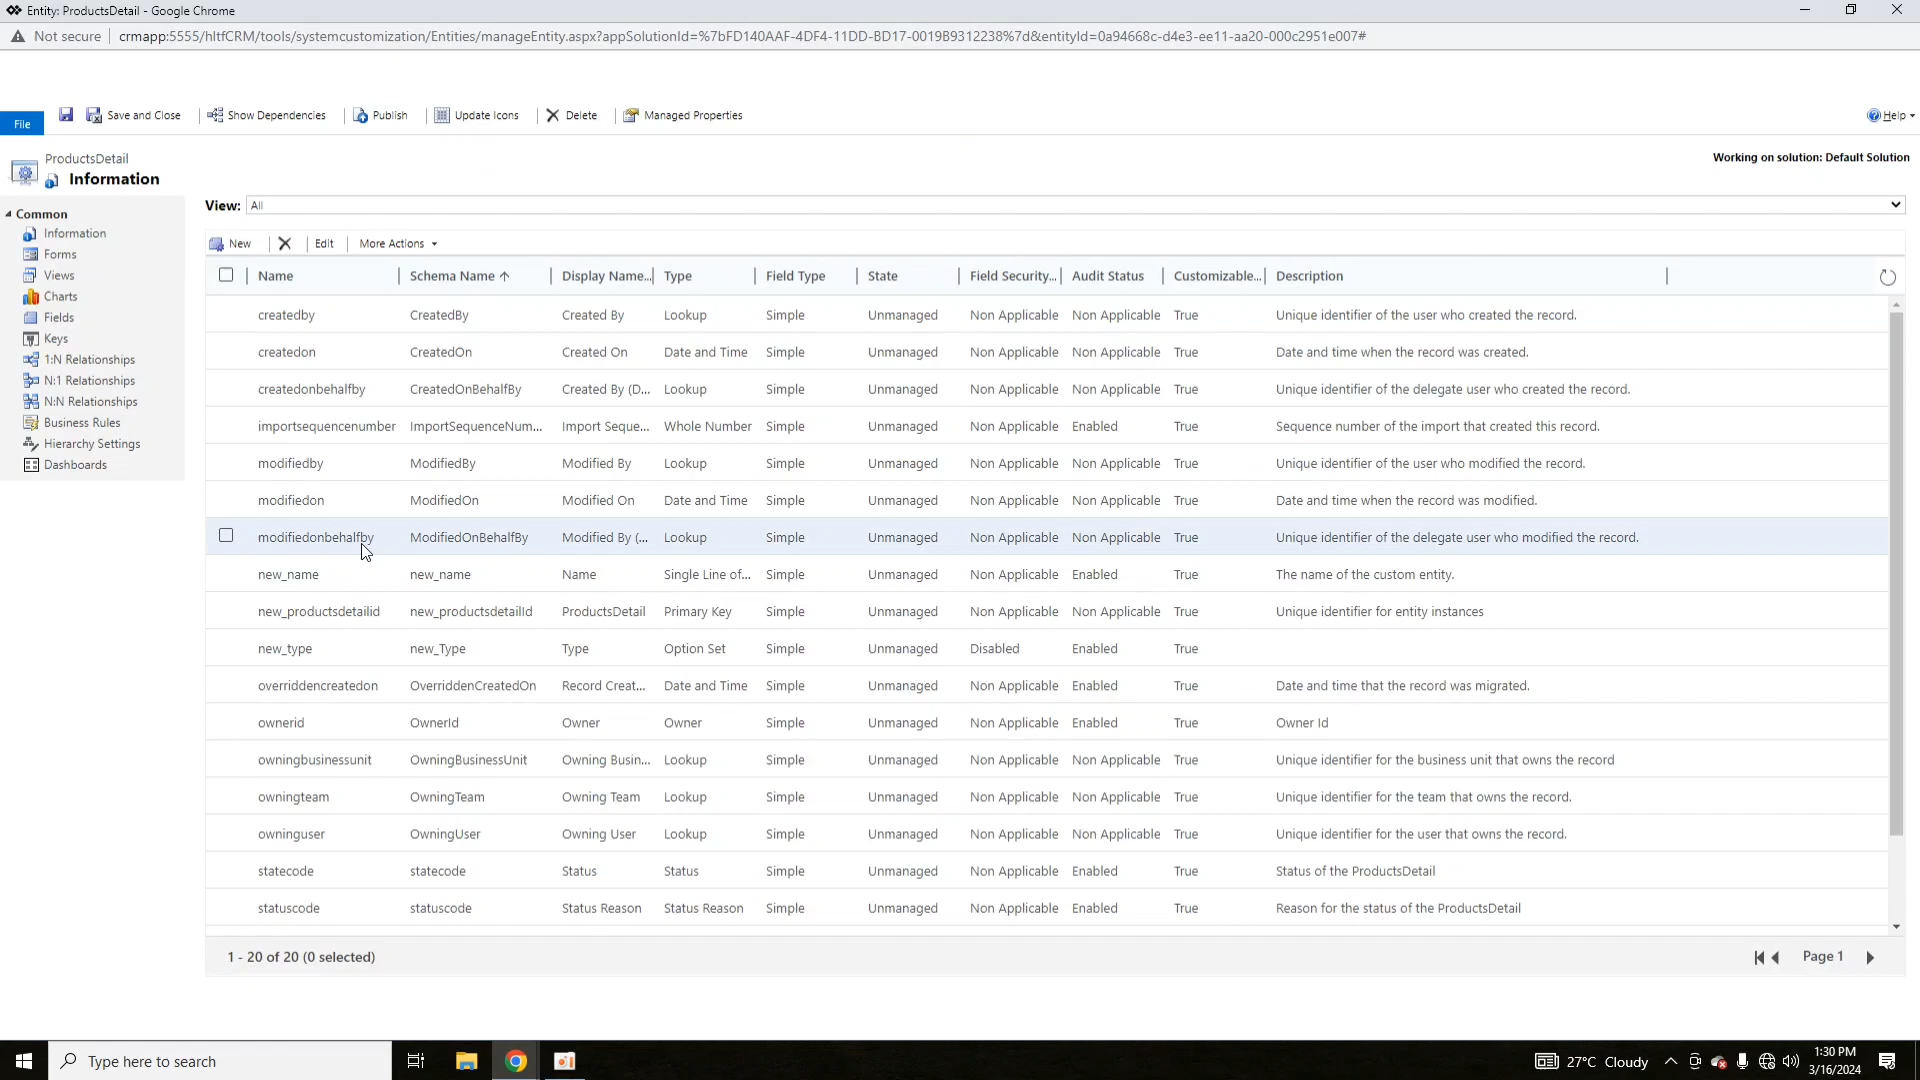 Entity: ProductsDetail - Google Chrome
Not secure crmapp:5555/hltfCRM/tools/systemcustomization/Entities/manageEntity.aspx?appSolutionId=%7bFD140AAF-4DF4-11DD-BD17-0019B9312238%7d&entityId=0a94668c-d4e3-ee11-aa20-000c2951e007#
File Save and Close Show Dependencies Publish Update Icons Delete Managed Properties Help
ProductsDetail
Information
Working on solution: Default Solution
Common
Information
Forms
Views
Charts
Fields
Keys
1:N Relationships
N:1 Relationships
N:N Relationships
Business Rules
Hierarchy Settings
Dashboards
View: All
New Edit More Actions
Name Schema Name Display Name... Type Field Type State Field Security... Audit Status Customizable... Description
createdby CreatedBy Created By Lookup Simple Unmanaged Non Applicable Non Applicable True Unique identifier of the user who created the record.
createdon CreatedOn Created On Date and Time Simple Unmanaged Non Applicable Non Applicable True Date and time when the record was created.
createdonbehalfby CreatedOnBehalfBy Created By (D... Lookup Simple Unmanaged Non Applicable Non Applicable True Unique identifier of the delegate user who created the record.
importsequencenumber ImportSequenceNum... Import Seque... Whole Number Simple Unmanaged Non Applicable Enabled True Sequence number of the import that created this record.
modifiedby ModifiedBy Modified By Lookup Simple Unmanaged Non Applicable Non Applicable True Unique identifier of the user who modified the record.
modifiedon ModifiedOn Modified On Date and Time Simple Unmanaged Non Applicable Non Applicable True Date and time when the record was modified.
modifiedonbehalfby ModifiedOnBehalfBy Modified By (... Lookup Simple Unmanaged Non Applicable Non Applicable True Unique identifier of the delegate user who modified the record.
new_name new_name Name Single Line of... Simple Unmanaged Non Applicable Enabled True The name of the custom entity.
new_productsdetailid new_productsdetailId ProductsDetail Primary Key Simple Unmanaged Non Applicable Non Applicable True Unique identifier for entity instances
new_type new_Type Type Option Set Simple Unmanaged Disabled Enabled True
overriddencreatedon OverriddenCreatedOn Record Creat... Date and Time Simple Unmanaged Non Applicable Enabled True Date and time that the record was migrated.
ownerid OwnerId Owner Owner Simple Unmanaged Non Applicable Enabled True Owner Id
owningbusinessunit OwningBusinessUnit Owning Busin... Lookup Simple Unmanaged Non Applicable Non Applicable True Unique identifier for the business unit that owns the record
owningteam OwningTeam Owning Team Lookup Simple Unmanaged Non Applicable Non Applicable True Unique identifier for the team that owns the record.
owninguser OwningUser Owning User Lookup Simple Unmanaged Non Applicable Non Applicable True Unique identifier for the user that owns the record.
statecode statecode Status Status Simple Unmanaged Non Applicable Enabled True Status of the ProductsDetail
statuscode statuscode Status Reason Status Reason Simple Unmanaged Non Applicable Enabled True Reason for the status of the ProductsDetail
1 - 20 of 20 (0 selected) Page 1
Type here to search 27°C Cloudy 1:30 PM
3/16/2024